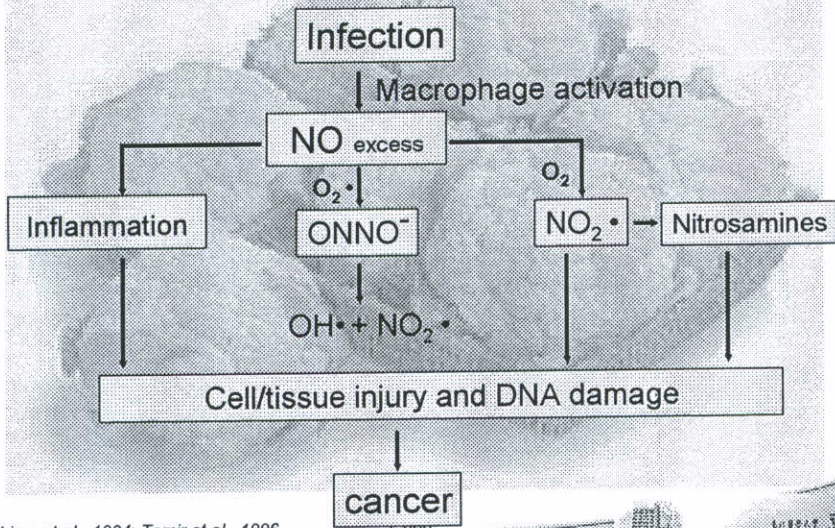 Infection
Macrophage activation
NO excess
O₂•
O₂
Inflammation
ONNO⁻
NO₂•
Nitrosamines
OH• + NO₂•
Cell/tissue injury and DNA damage
cancer
1996